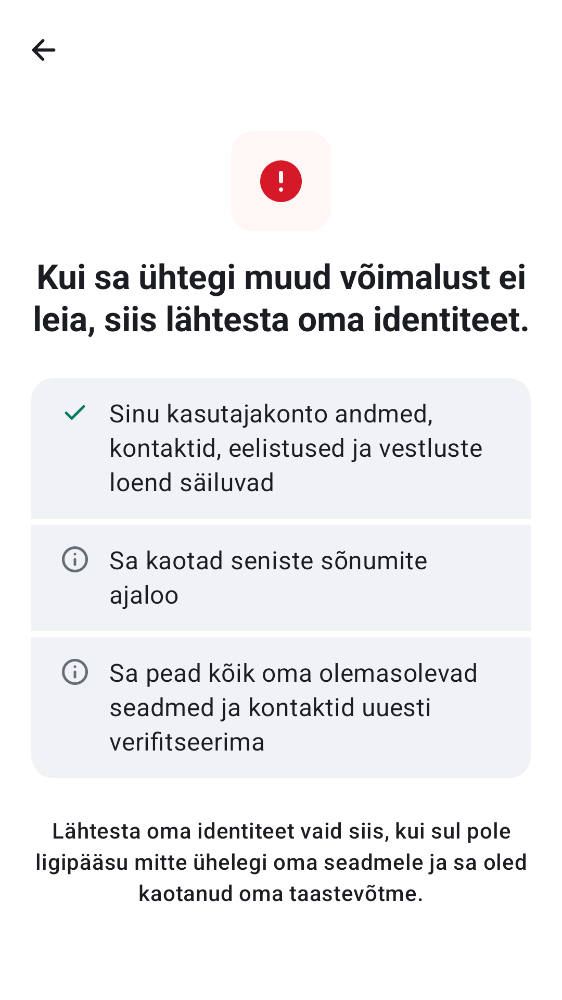 Kui sa ühtegi muud võimalust ei
leia, siis lähtesta oma identiteet.
Sinu kasutajakonto andmed,
kontaktid, eelistused ja vestluste
loend säiluvad
Sa kaotad seniste sõnumite
ajaloo
Sa pead kõik oma olemasolevad
seadmed ja kontaktid uuesti
verifitseerima
Lähtesta oma identiteet vaid siis, kui sul pole
ligipääsu mitte ühelegi oma seadmele ja sa oled
kaotanud oma taastevõtme.